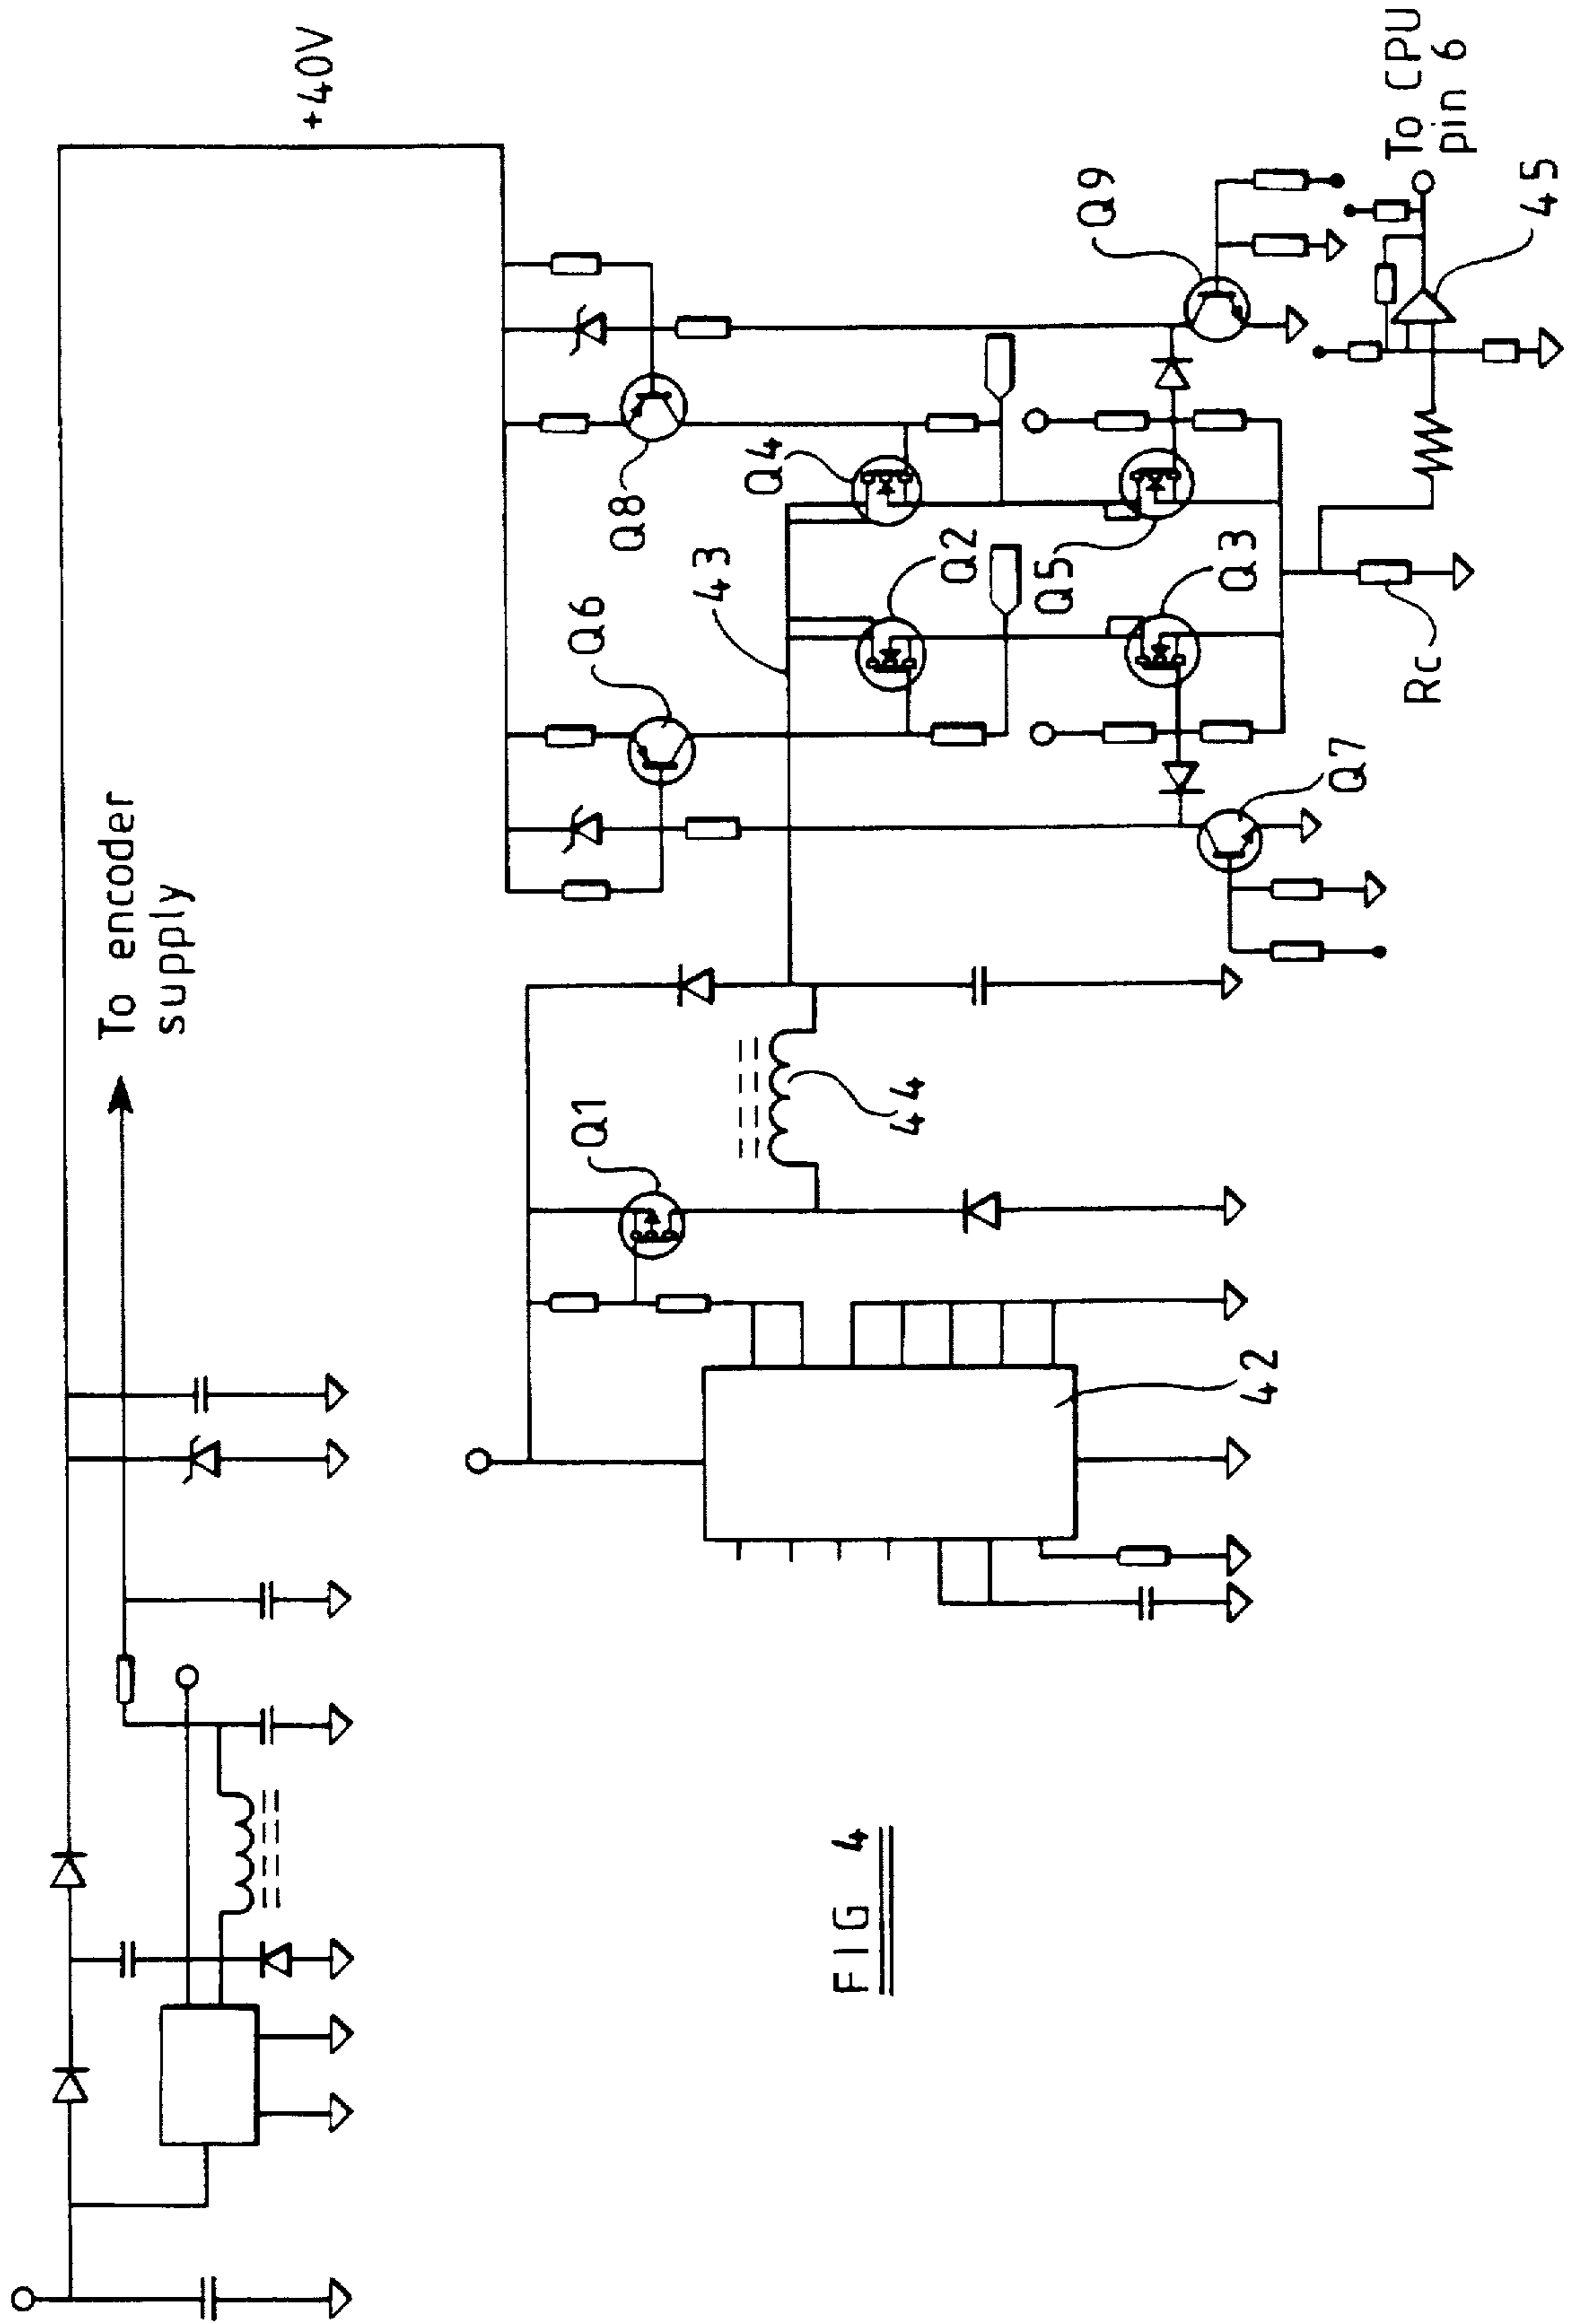 +40V
To encoder
supply
Q1
Q6
Q8
43
Q4
Q2
Q5
Q3
Q9
To CPU
pin 6
45
44
Q7
Rc
42
FIG 4